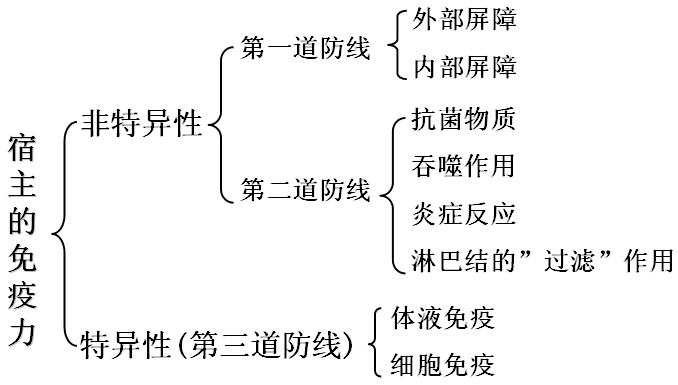 宿主的免疫力
非特异性
第一道防线
外部屏障
内部屏障
第二道防线
抗菌物质
吞噬作用
炎症反应
淋巴结的”过滤”作用
特异性(第三道防线)
体液免疫
细胞免疫